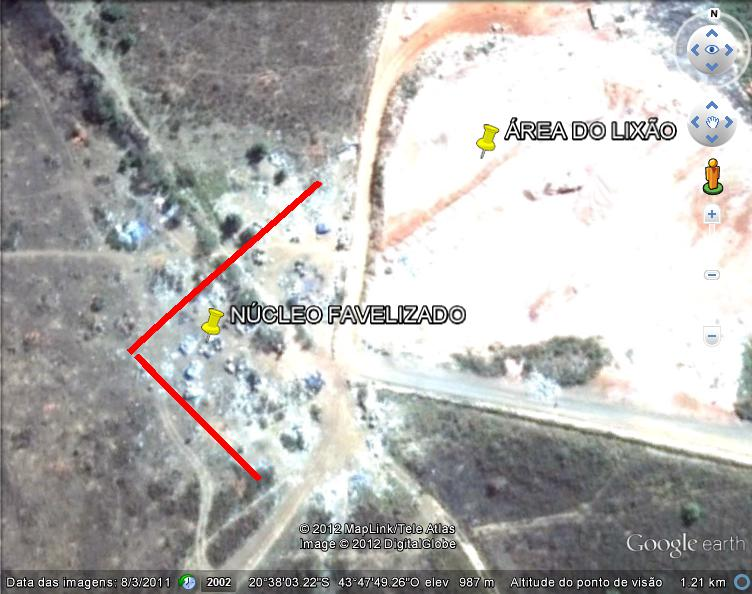 N
ÁREA DO LIXÃO
NÚCLEO FAVELIZADO
© 2012 MapLink/Tele Atlas
Image © 2012 DigitalGlobe
Google earth
Data das imagens: 8/3/2011 2002 20°38'03.22"S 43°47'49.26"O elev 987 m Altitude do ponto de visão 1.21 km